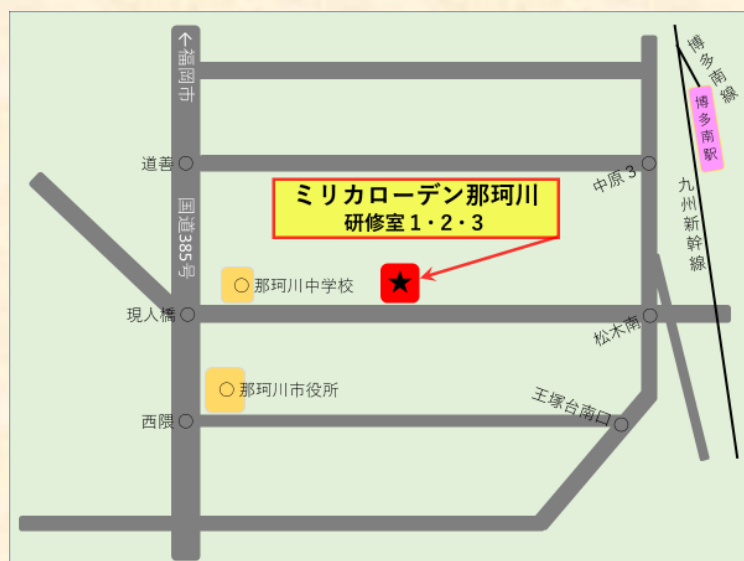 ←福岡市
博多南線
博多南駅
道善
中原3
国道385号
ミリカローデン那珂川
研修室1・2・3
九州新幹線
★
那珂川中学校
現人橋
松木南
那珂川市役所
西隈
王塚台南口